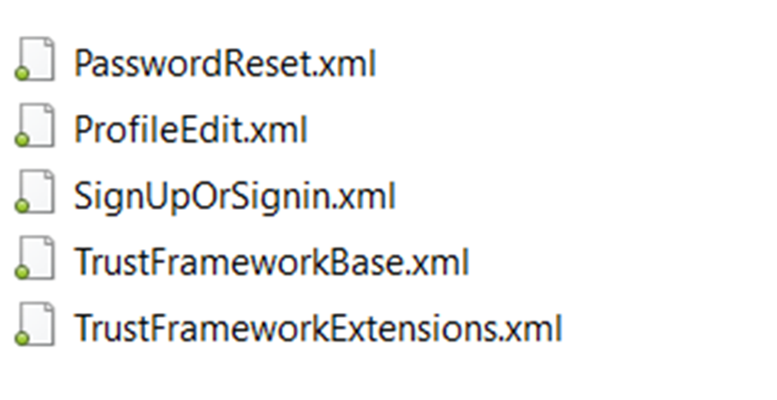 PasswordReset.xml
ProfileEdit.xml
SignUpOrSignin.xml
TrustFrameworkBase.xml
TrustFrameworkExtensions.xml